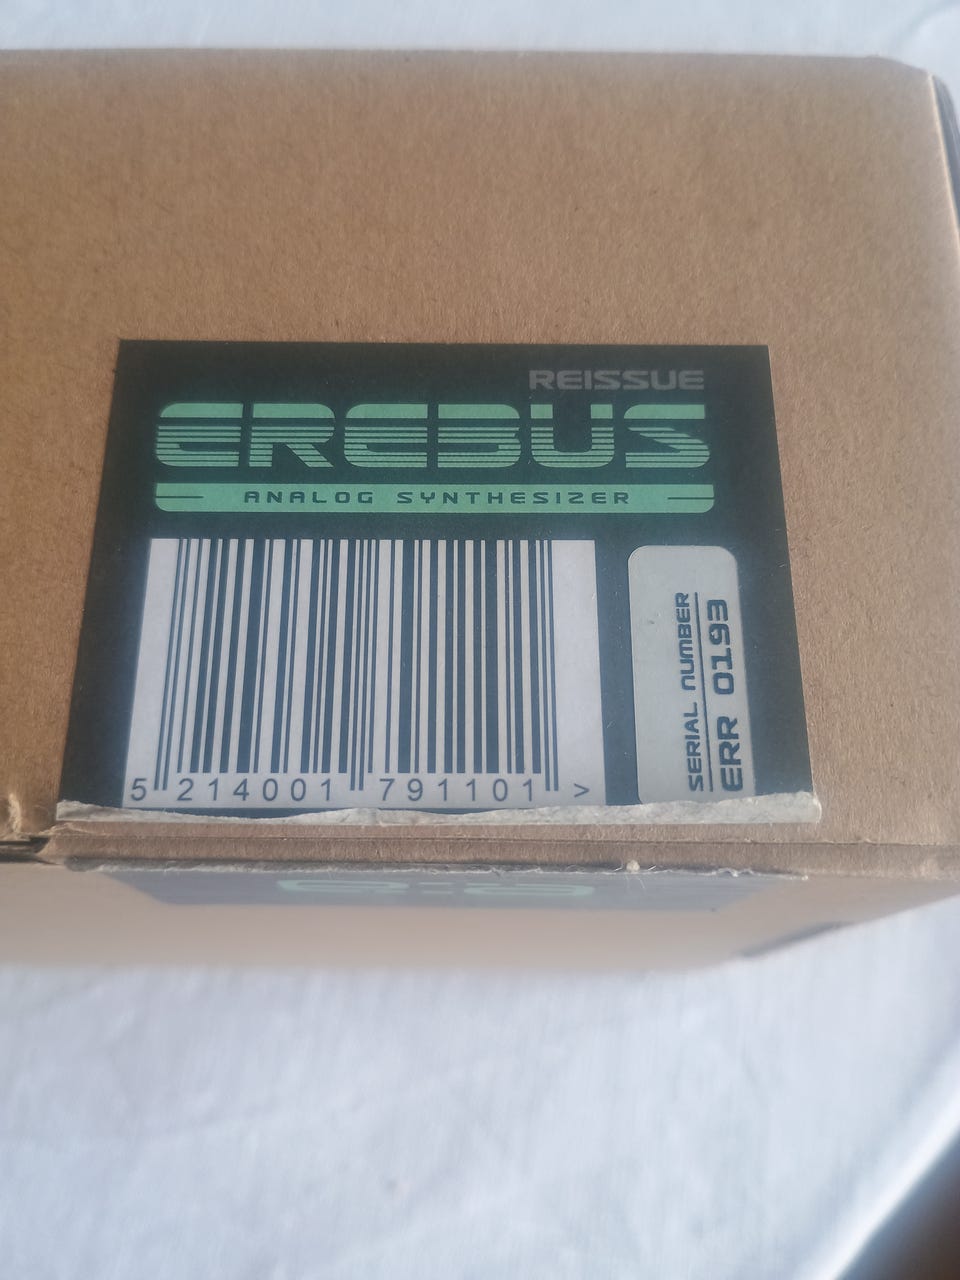 REISSUE
EREBUS
ANALOG SYNTHESIZER
5 214001 791101 >
SERIAL NUMBER
ERR 0193